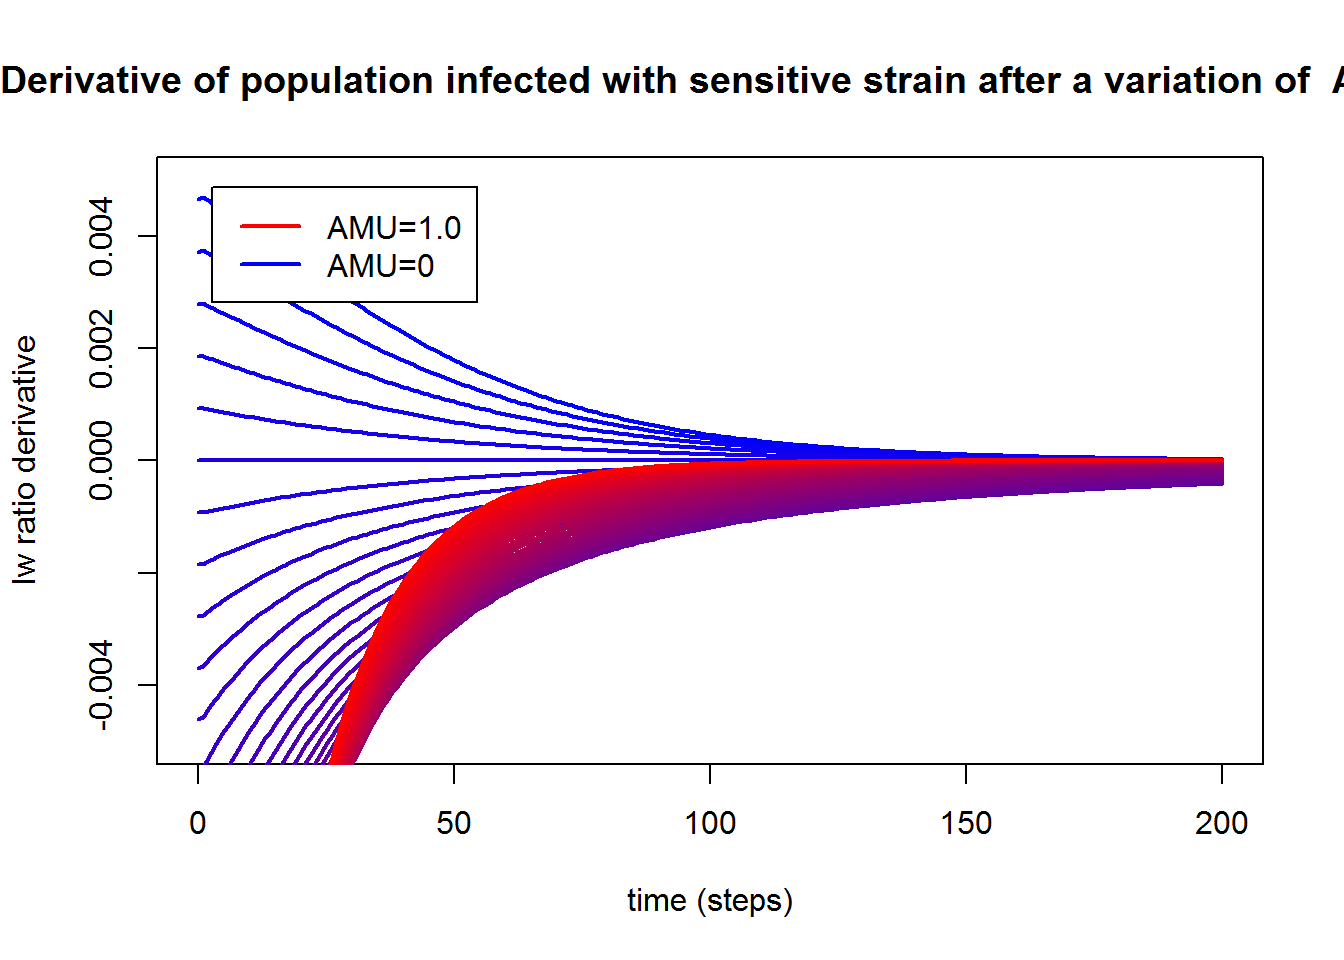 Derivative of population infected with sensitive strain after a variation of A
AMU=1.0
AMU=0
Iw ratio derivative
0.004
0.002
0.000
-0.004
0 50 100 150 200
time (steps)